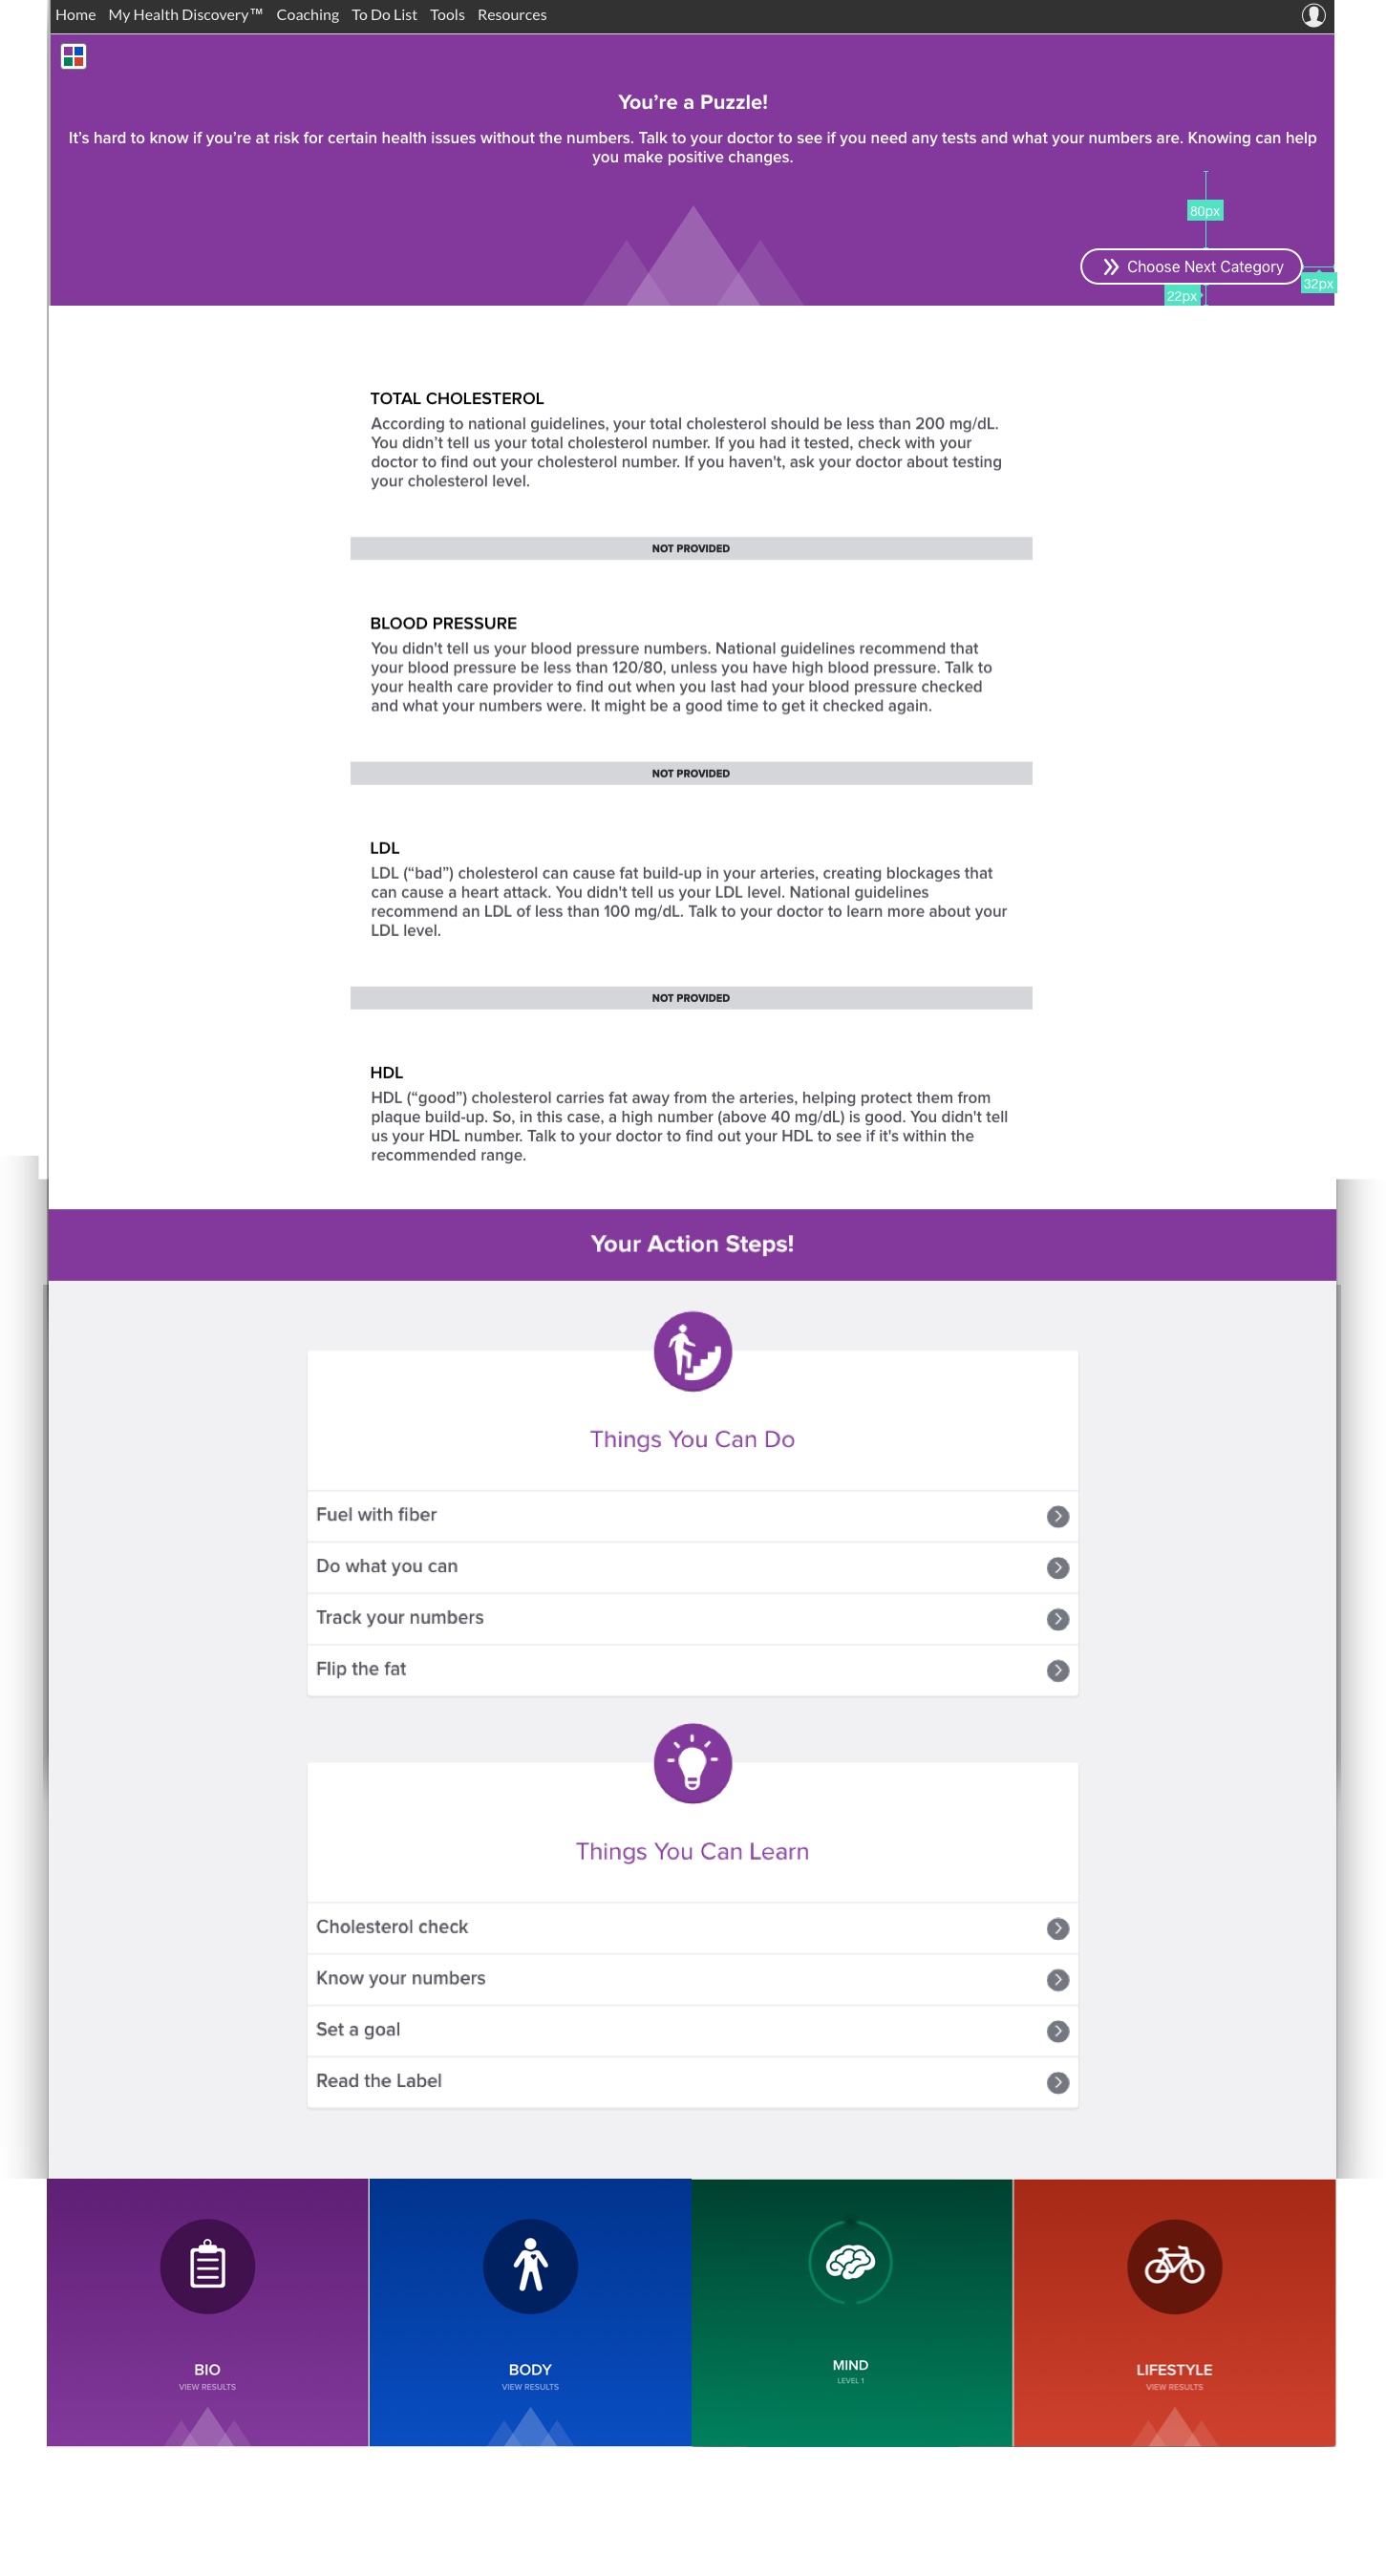 Home My Health Discovery™ Coaching To Do List Tools Resources
You’re a Puzzle!
It’s hard to know if you’re at risk for certain health issues without the numbers. Talk to your doctor to see if you need any tests and what your numbers are. Knowing can help
you make positive changes.
80px
Choose Next Category
32px
22px
TOTAL CHOLESTEROL
According to national guidelines, your total cholesterol should be less than 200 mg/dL.
You didn’t tell us your total cholesterol number. If you had it tested, check with your
doctor to find out your cholesterol number. If you haven't, ask your doctor about testing
your cholesterol level.
NOT PROVIDED
BLOOD PRESSURE
You didn't tell us your blood pressure numbers. National guidelines recommend that
your blood pressure be less than 120/80, unless you have high blood pressure. Talk to
your health care provider to find out when you last had your blood pressure checked
and what your numbers were. It might be a good time to get it checked again.
NOT PROVIDED
LDL
LDL (“bad”) cholesterol can cause fat build-up in your arteries, creating blockages that
can cause a heart attack. You didn't tell us your LDL level. National guidelines
recommend an LDL of less than 100 mg/dL. Talk to your doctor to learn more about your
LDL level.
NOT PROVIDED
HDL
HDL (“good”) cholesterol carries fat away from the arteries, helping protect them from
plaque build-up. So, in this case, a high number (above 40 mg/dL) is good. You didn't tell
us your HDL number. Talk to your doctor to find out your HDL to see if it's within the
recommended range.
Your Action Steps!
Things You Can Do
Fuel with fiber
Do what you can
Track your numbers
Flip the fat
Things You Can Learn
Cholesterol check
Know your numbers
Set a goal
Read the Label
BIO
VIEW RESULTS
BODY
VIEW RESULTS
MIND
LEVEL 1
LIFESTYLE
VIEW RESULTS